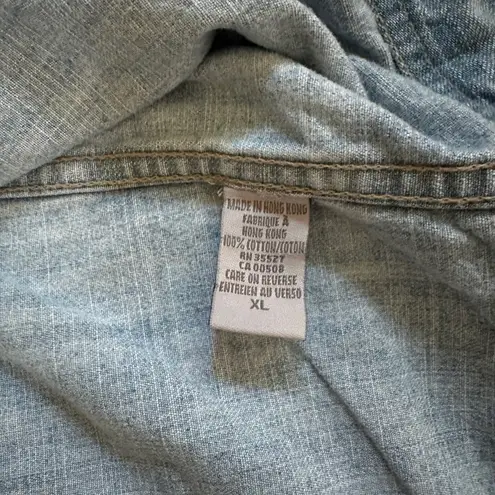 MADE IN HONG KONG
FABRIQUE À
HONG KONG
100% COTTON/COTON
RN 35527
CA 00508
CARE ON REVERSE
ENTREIEN AU VERSO
XL